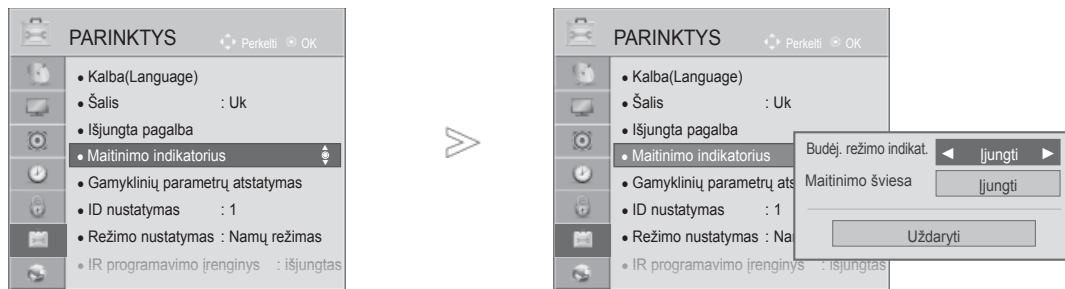 PARINKTYS Perkelti OK
• Kalba(Language)
• Šalis : Uk
• Išjungta pagalba
• Maitinimo indikatorius
• Gamyklinių parametrų atstatymas
• ID nustatymas : 1
• Režimo nustatymas : Namų režimas
• IR programavimo įrenginys : išjungtas
PARINKTYS Perkelti OK
• Kalba(Language)
• Šalis : Uk
• Išjungta pagalba
• Maitinimo indikatorius
• Gamyklinių parametrų ats
• ID nustatymas : 1
• Režimo nustatymas : Na
• IR programavimo įrenginys : išjungtas
Budėj. režimo indikat. ◄ Įjungti ►
Maitinimo šviesa Įjungti
Uždaryti